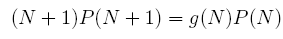 (N + 1)P(N + 1) = g(N)P(N)